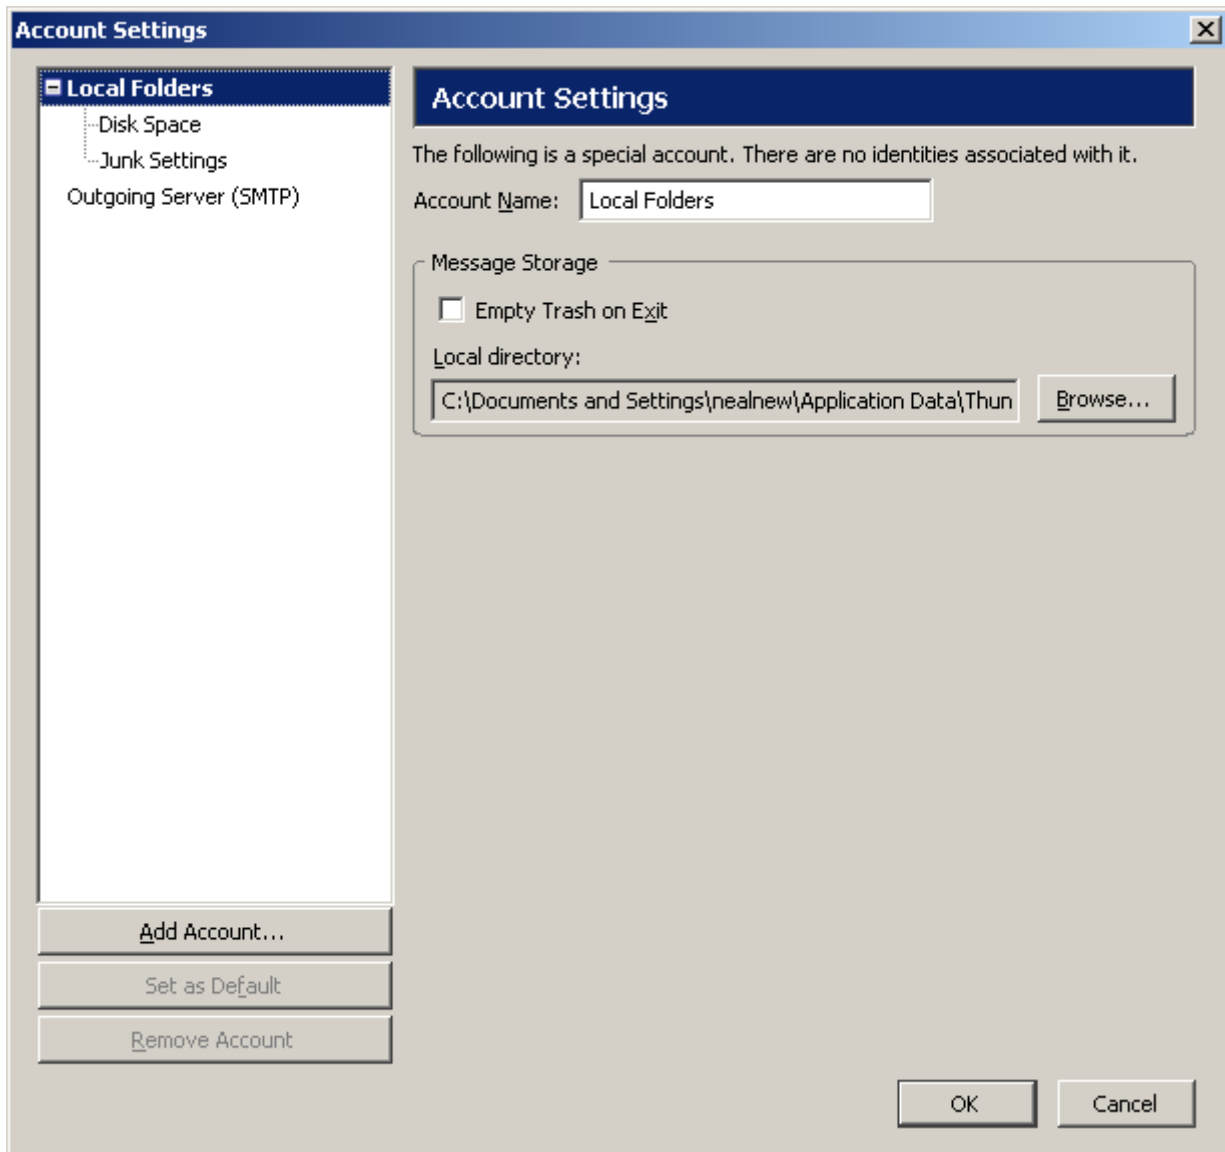 Account Settings
Local Folders
Disk Space
Junk Settings
Outgoing Server (SMTP)
Add Account...
Set as Default
Remove Account
Account Settings
The following is a special account. There are no identities associated with it.
Account Name: Local Folders
Message Storage
Empty Trash on Exit
Local directory:
C:\Documents and Settings\nealnew\Application Data\Thun Browse...
OK Cancel